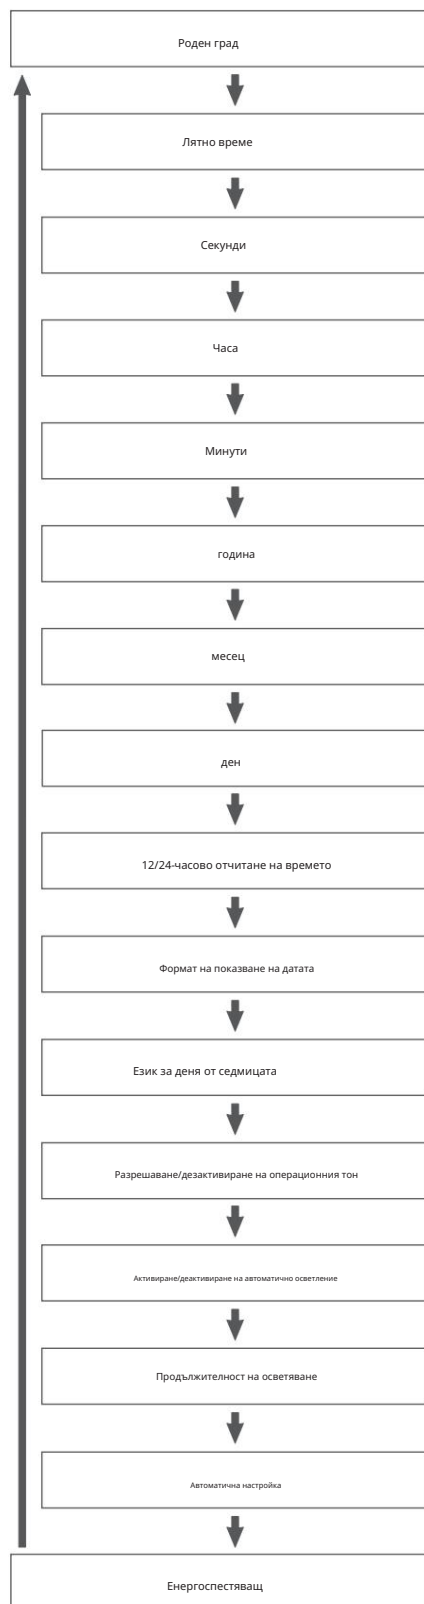 Роден град
Лятно време
Секунди
Часа
Минути
година
месец
ден
12/24-часово отчитане на времето
Формат на показване на датата
Език за деня от седмицата
Разрешаване/дезактивиране на операционния тон
Активиране/деактивиране на автоматично осветление
Продължителност на осветяване
Автоматична настройка
Енергоспестяващ